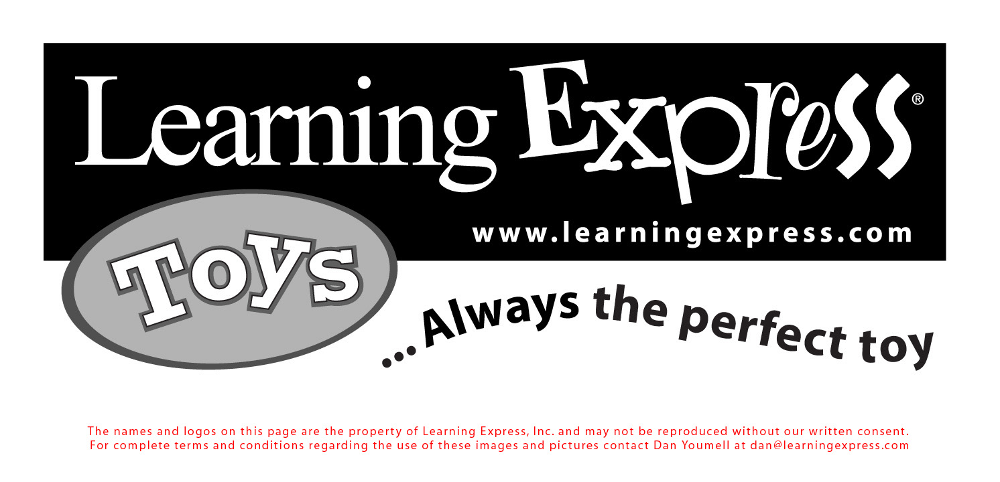 Learning Express®
www.learningexpress.com
Toys
...Always the perfect toy
The names and logos on this page are the property of Learning Express, Inc. and may not be reproduced without our written consent.
For complete terms and conditions regarding the use of these images and pictures contact Dan Youmell at dan@learningexpress.com